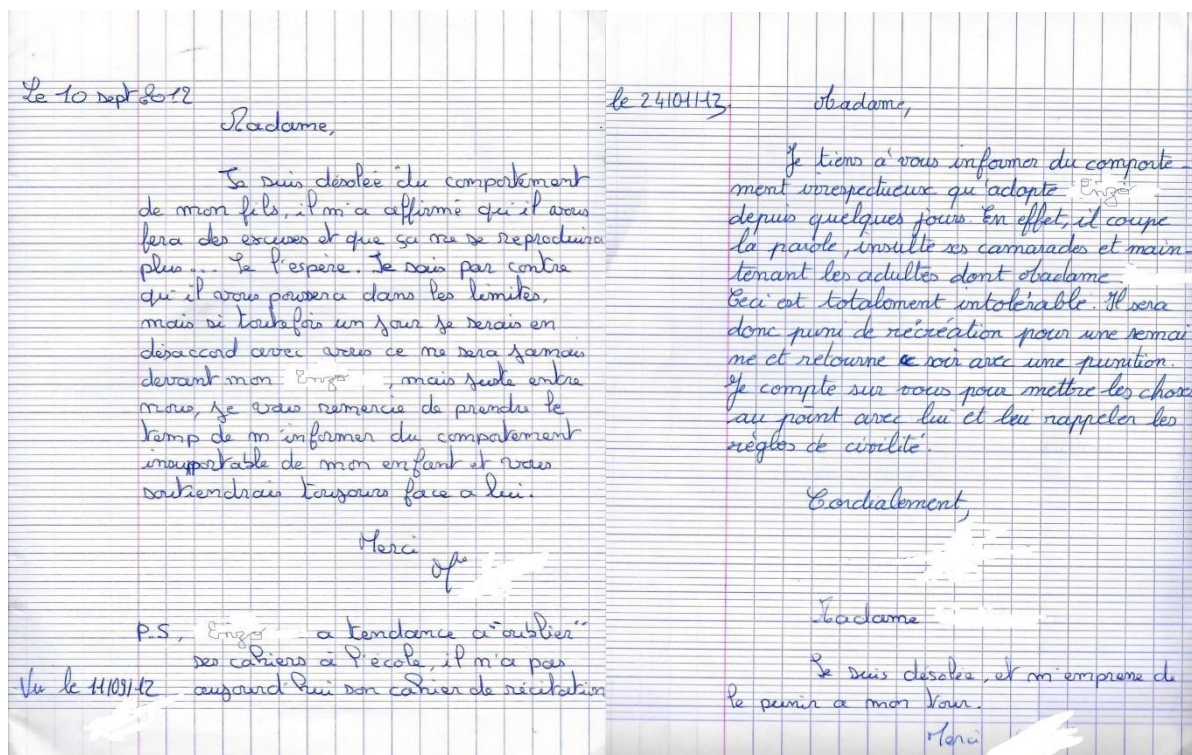 Le 10 sept 2012
Madame,
Je suis désolée du comportement
de mon fils, il m'a affirmé qu'il vous
fera des excuses et que ça ne se reproduira
plus... Je l'espère. Je sais par contre
qu'il vous poussera dans les limites,
mais si toutefois un jour je serais en
désaccord avec vous ce ne sera jamais
devant mon Enzo, mais juste entre
nous, je vous remercie de prendre le
temp de m'informer du comportement
insupportable de mon enfant et vous
soutiendrais toujours face a lui.
Merci
Mme
P.S, Enzo a tendance à "oublier"
ses cahiers à l'école, il n'a pas
Vu le 11/09/12 aujourd'hui son cahier de récitation
le 24/01/13. Madame,
Je tiens à vous informer du comporte-
ment irrespectueux qu'adopte Enzo
depuis quelques jours. En effet, il coupe
la parole, insulte ses camarades et main-
tenant les adultes dont Madame
Ceci est totalement intolérable. Il sera
donc puni de récréation pour une semai
ne et retourne ce soir avec une punition.
Je compte sur vous pour mettre les choses
au point avec lui et lui rappeler les
règles de civilité.
Cordialement,
Madame
Je suis désolée, et m'emprene de
le punir a mon tour.
Merci